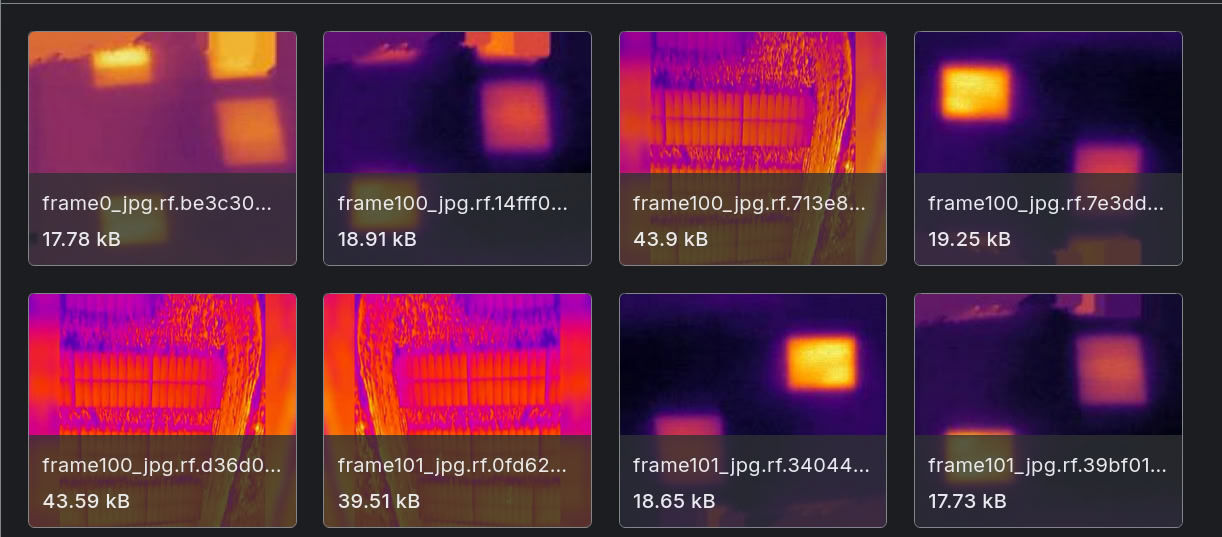 frame0_jpg.rf.be3c30...
17.78 kB
frame100_jpg.rf.14fff0...
18.91 kB
frame100_jpg.rf.713e8...
43.9 kB
frame100_jpg.rf.7e3dd...
19.25 kB
frame100_jpg.rf.d36d0...
43.59 kB
frame101_jpg.rf.0fd62...
39.51 kB
frame101_jpg.rf.34044...
18.65 kB
frame101_jpg.rf.39bf01...
17.73 kB